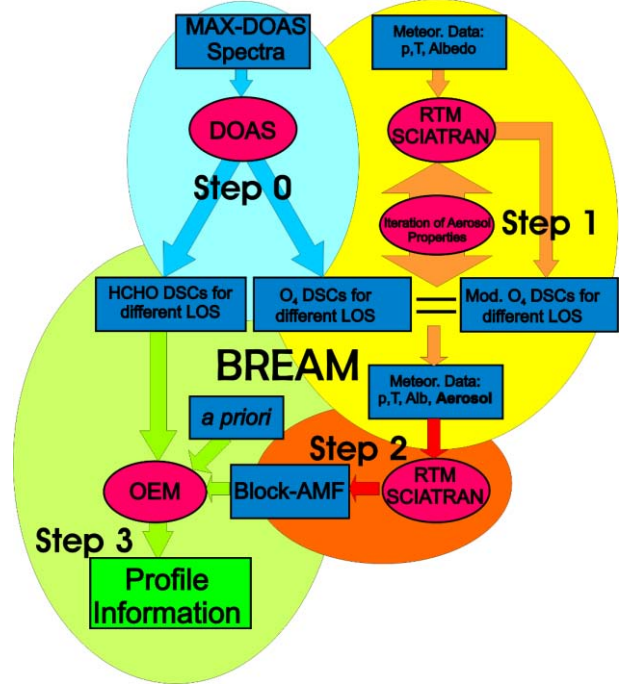 MAX-DOAS
Spectra
Meteor. Data:
p,T, Albedo
DOAS
RTM
SCIATRAN
Step 0
Iteration of Aerosol
Properties
Step 1
HCHO DSCs for
different LOS
O₄ DSCs for
different LOS
=
Mod. O₄ DSCs for
different LOS
BREAM
Meteor. Data:
p,T, Alb, Aerosol
a priori
Step 2
OEM
Block-AMF
RTM
SCIATRAN
Step 3
Profile
Information